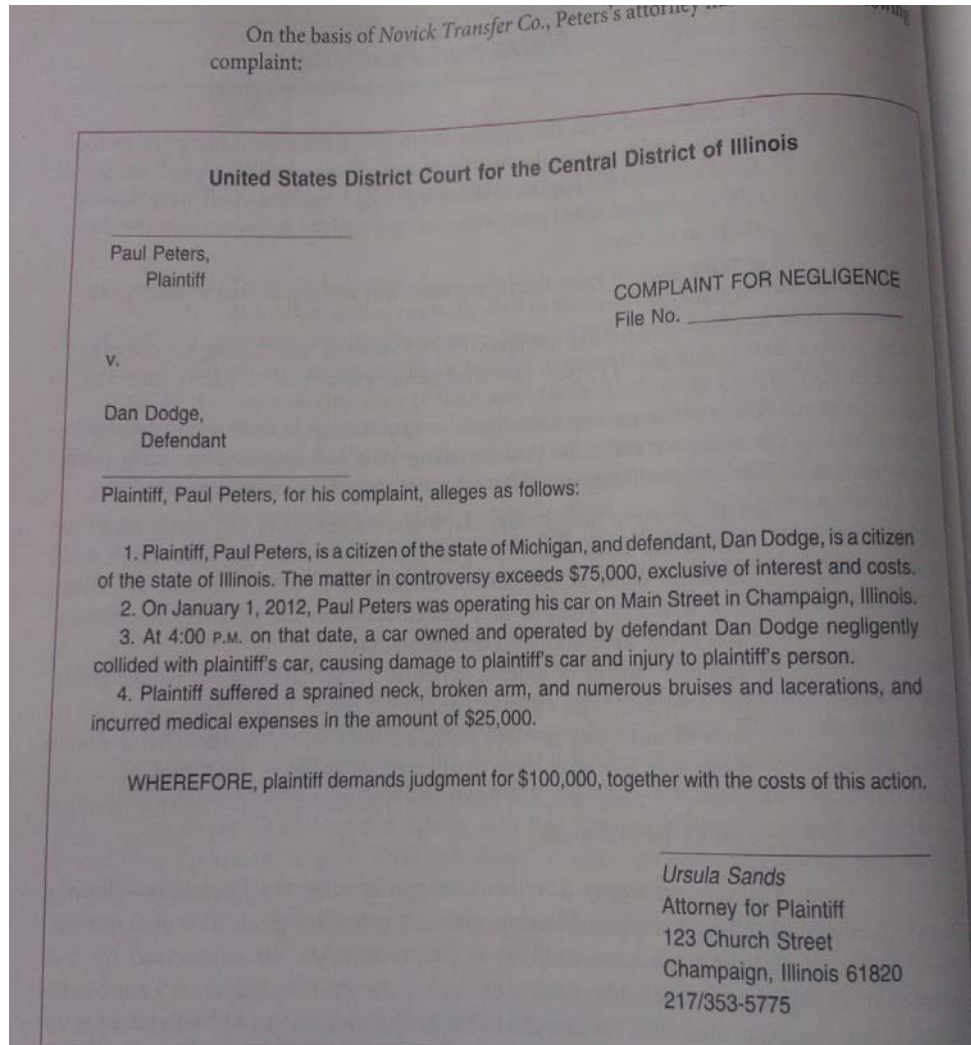 On the basis of Novick Transfer Co., Peters's attorney
complaint:
United States District Court for the Central District of Illinois
Paul Peters,
Plaintiff
COMPLAINT FOR NEGLIGENCE
File No.
v.
Dan Dodge,
Defendant
Plaintiff, Paul Peters, for his complaint, alleges as follows:
1. Plaintiff, Paul Peters, is a citizen of the state of Michigan, and defendant, Dan Dodge, is a citizen
of the state of Illinois. The matter in controversy exceeds $75,000, exclusive of interest and costs.
2. On January 1, 2012, Paul Peters was operating his car on Main Street in Champaign, Illinois.
3. At 4:00 P.M. on that date, a car owned and operated by defendant Dan Dodge negligently
collided with plaintiff's car, causing damage to plaintiff's car and injury to plaintiff's person.
4. Plaintiff suffered a sprained neck, broken arm, and numerous bruises and lacerations, and
incurred medical expenses in the amount of $25,000.
WHEREFORE, plaintiff demands judgment for $100,000, together with the costs of this action.
Ursula Sands
Attorney for Plaintiff
123 Church Street
Champaign, Illinois 61820
217/353-5775